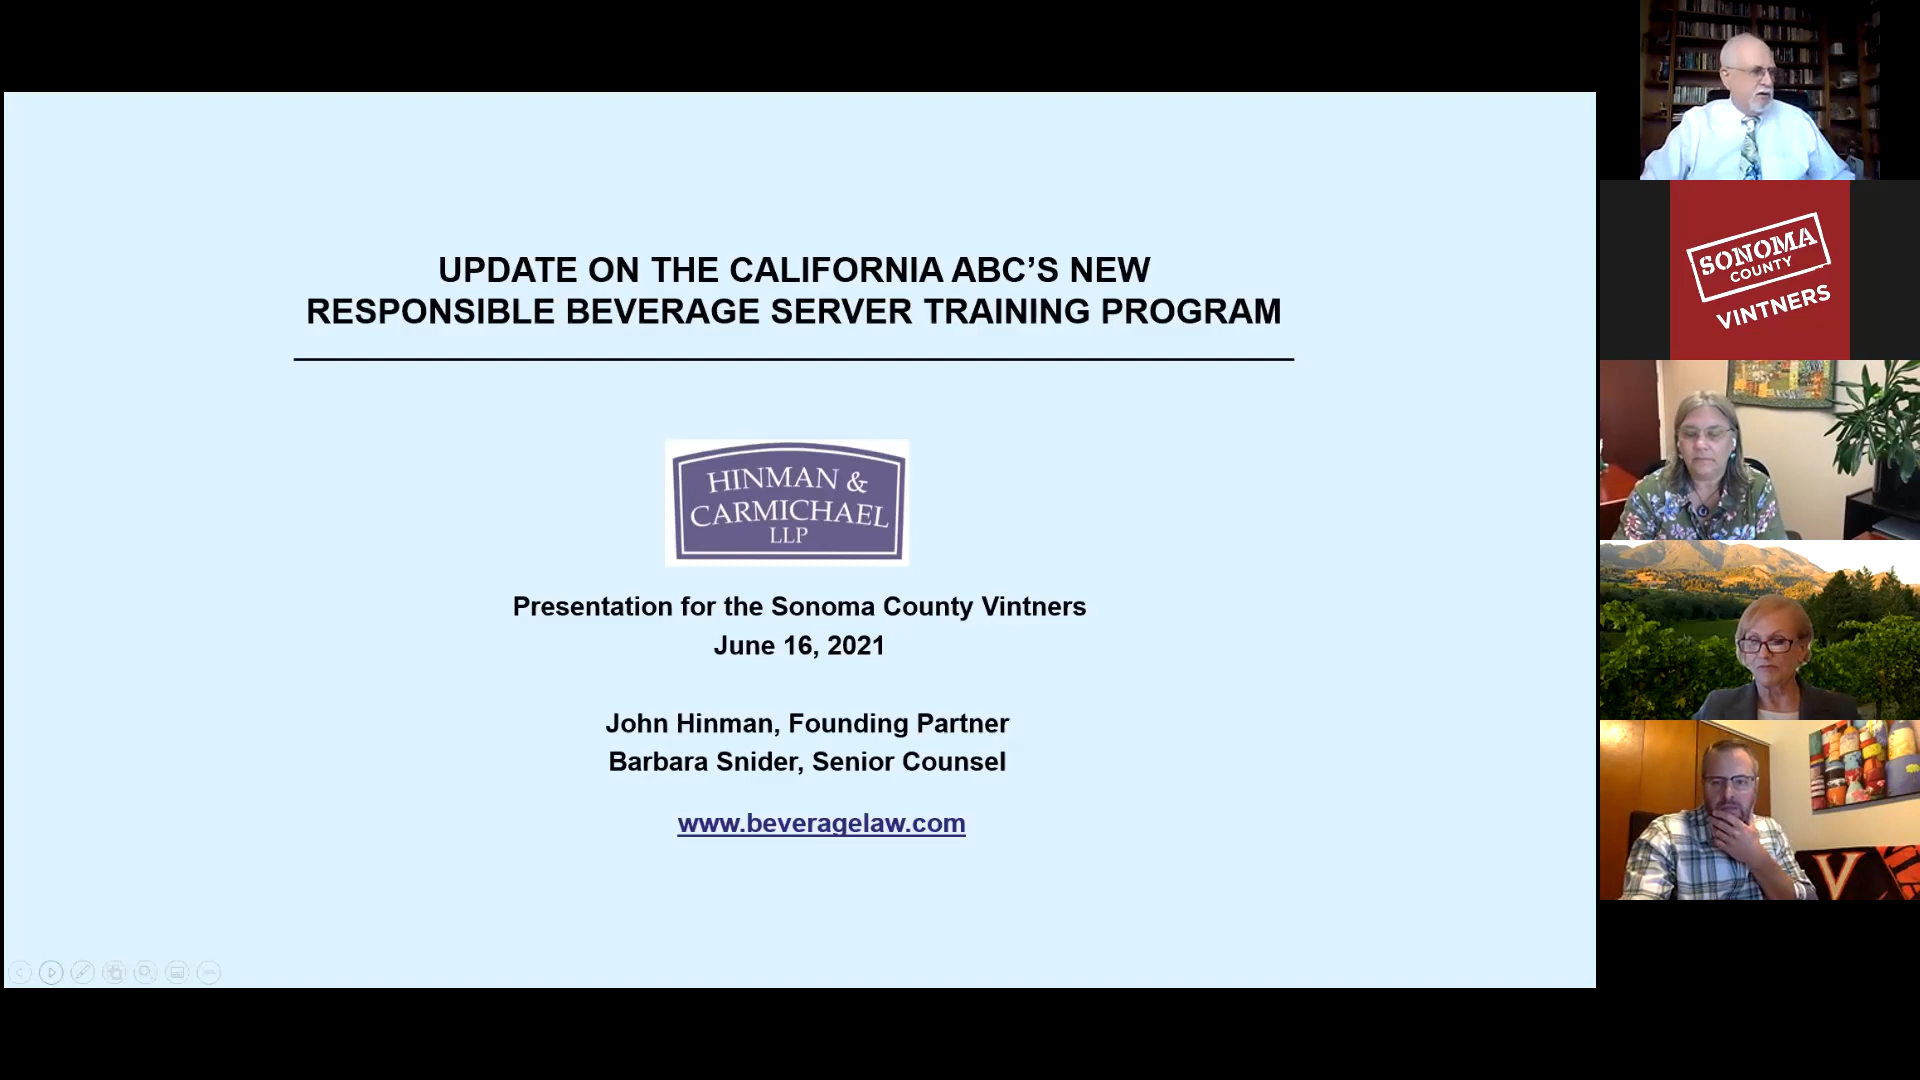 UPDATE ON THE CALIFORNIA ABC’S NEW
RESPONSIBLE BEVERAGE SERVER TRAINING PROGRAM
HINMAN &
CARMICHAEL
LLP
Presentation for the Sonoma County Vintners
June 16, 2021
John Hinman, Founding Partner
Barbara Snider, Senior Counsel
www.beveragelaw.com
SONOMA
COUNTY
VINTNERS
V